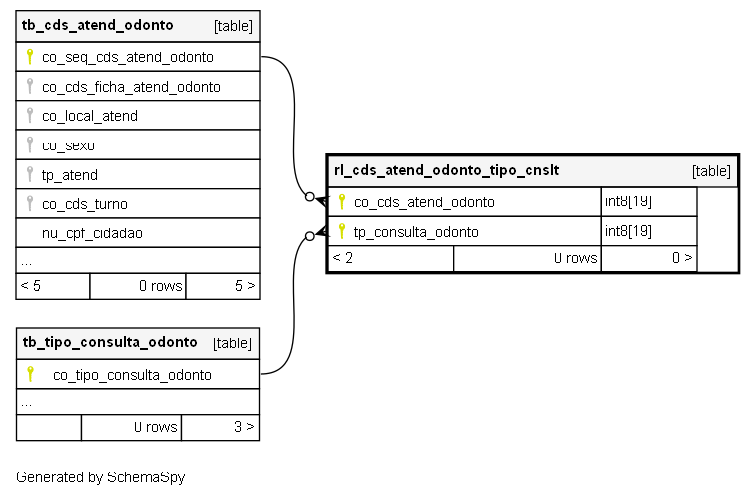 tb_cds_atend_odonto [table]
co_seq_cds_atend_odonto
co_cds_ficha_atend_odonto
co_local_atend
co_sexo
tp_atend
co_cds_turno
nu_cpf_cidadao
...
< 5 0 rows 5 >
rl_cds_atend_odonto_tipo_cnslt [table]
co_cds_atend_odonto int8[19]
tp_consulta_odonto int8[19]
< 2 0 rows 0 >
tb_tipo_consulta_odonto [table]
co_tipo_consulta_odonto
...
0 rows 3 >
Generated by SchemaSpy